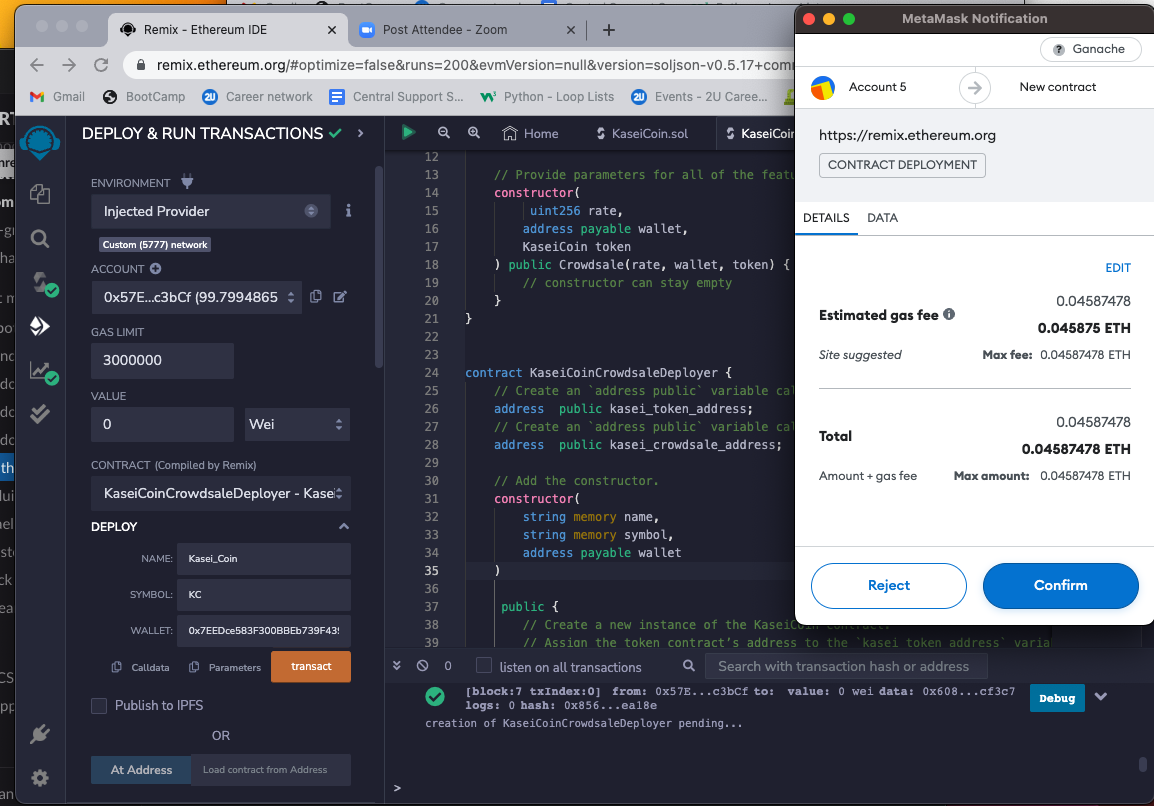 Remix - Ethereum IDE
Post Attendee - Zoom
remix.ethereum.org/#optimize=false&runs=200&evmVersion=null&version=soljson-v0.5.17+com
Gmail
BootCamp
Career network
Central Support S...
Python - Loop Lists
Events - 2U Caree...
DEPLOY & RUN TRANSACTIONS
ENVIRONMENT
Injected Provider
Custom (5777) network
ACCOUNT
0x57E...c3bCf (99.7994865
GAS LIMIT
3000000
VALUE
0
Wei
CONTRACT (Compiled by Remix)
KaseiCoinCrowdsaleDeployer - Kasei
DEPLOY
NAME: Kasei_Coin
SYMBOL: KC
WALLET: 0x7EEDce583F300BBEb739F439
Calldata
Parameters
transact
Publish to IPFS
OR
At Address
Load contract from Address
Home
KaseiCoin.sol
KaseiCoin
12
13 // Provide parameters for all of the featu
14 constructor(
15 uint256 rate,
16 address payable wallet,
17 KaseiCoin token
18 ) public Crowdsale(rate, wallet, token) {
19 // constructor can stay empty
20 }
21 }
22
23
24 contract KaseiCoinCrowdsaleDeployer {
25 // Create an `address public` variable cal
26 address public kasei_token_address;
27 // Create an `address public` variable cal
28 address public kasei_crowdsale_address;
29
30 // Add the constructor.
31 constructor(
32 string memory name,
33 string memory symbol,
34 address payable wallet
35 )
36
37 public {
38 // Create a new instance of the KaseiCoin contract.
39 // Assign the token contract's address to the `kasei_token_address` varia
0
listen on all transactions
Search with transaction hash or address
[block:7 txIndex:0] from: 0x57E...c3bCf to: value: 0 wei data: 0x608...cf3c7
logs: 0 hash: 0x856...ea18e
Debug
creation of KaseiCoinCrowdsaleDeployer pending...
>
MetaMask Notification
Ganache
Account 5
New contract
https://remix.ethereum.org
CONTRACT DEPLOYMENT
DETAILS
DATA
EDIT
0.04587478
Estimated gas fee
0.045875 ETH
Site suggested
Max fee: 0.04587478 ETH
0.04587478
Total
0.04587478 ETH
Amount + gas fee
Max amount: 0.04587478 ETH
Reject
Confirm